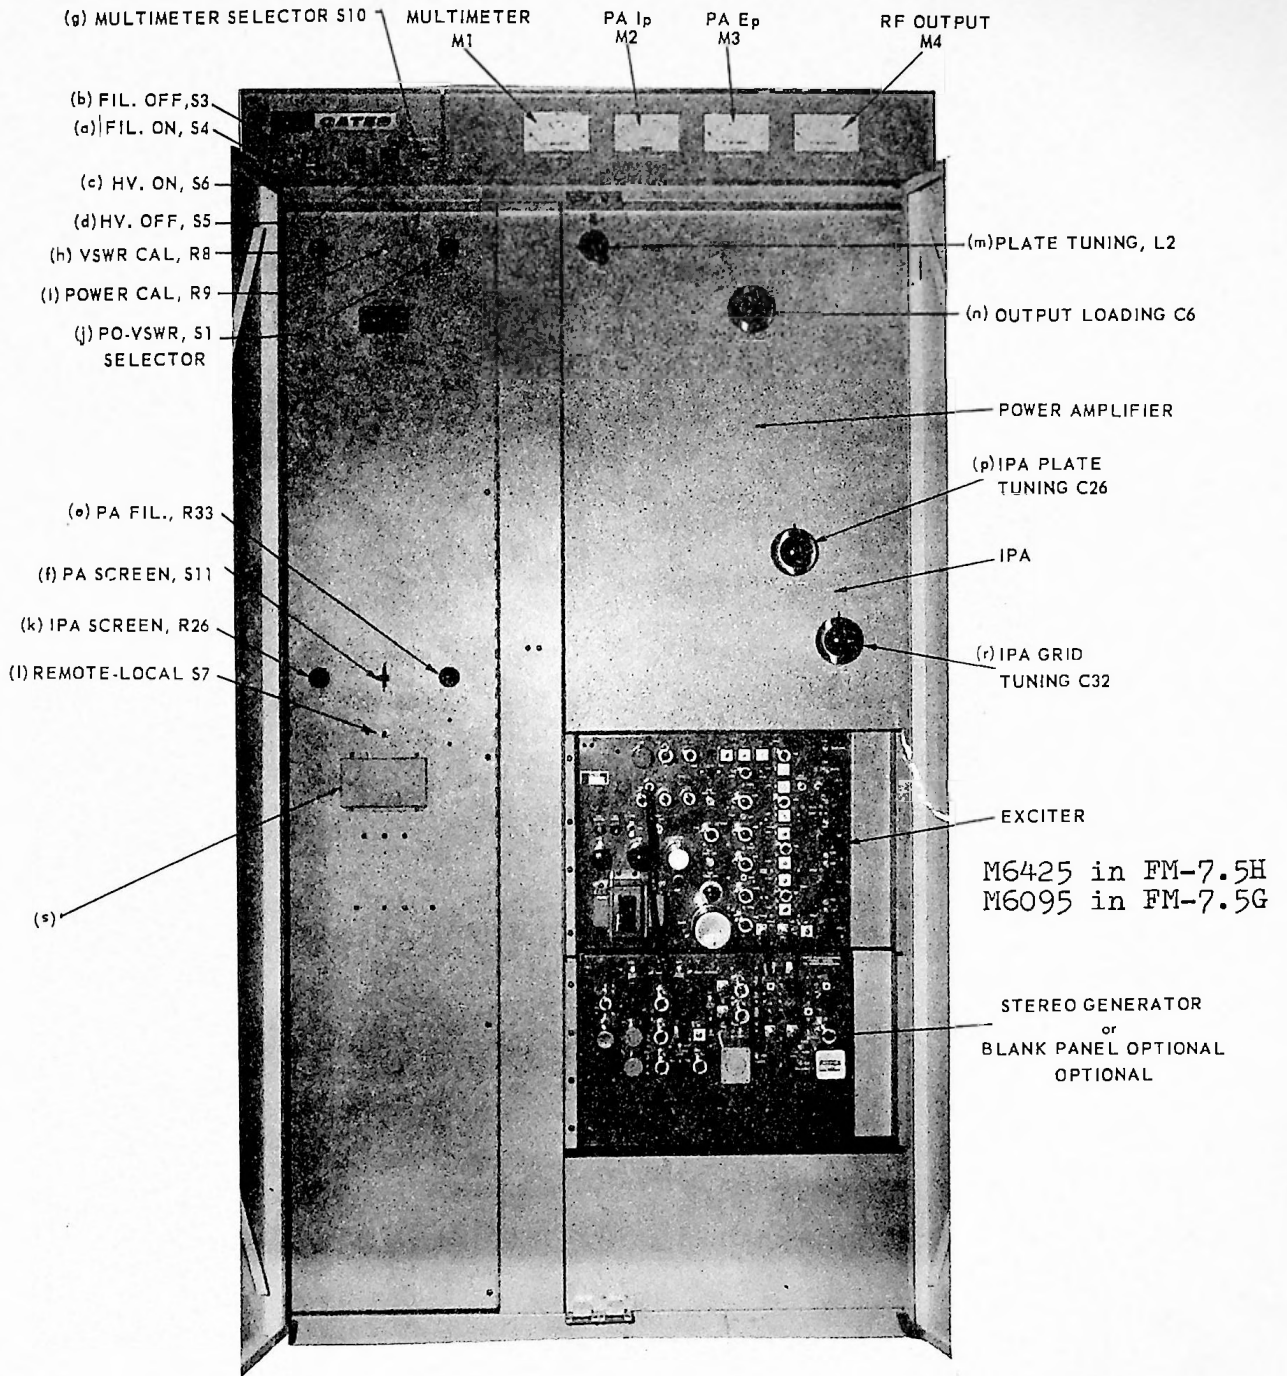 (g) MULTIMETER SELECTOR S10
MULTIMETER
M1
PA Ip
M2
PA Ep
M3
RF OUTPUT
M4
(b) FIL. OFF,S3
(a) FIL. ON, S4
GATES
(c) HV. ON, S6
(d) HV. OFF, S5
(h) VSWR CAL, R8
(i) POWER CAL, R9
(j) PO-VSWR, S1
SELECTOR
(m) PLATE TUNING, L2
(n) OUTPUT LOADING C6
POWER AMPLIFIER
(p) IPA PLATE
TUNING C26
(e) PA FIL., R33
(f) PA SCREEN, S11
(k) IPA SCREEN, R26
(l) REMOTE-LOCAL S7
IPA
(r) IPA GRID
TUNING C32
(s)
EXCITER
M6425 in FM-7.5H
M6095 in FM-7.5G
STEREO GENERATOR
or
BLANK PANEL OPTIONAL
OPTIONAL